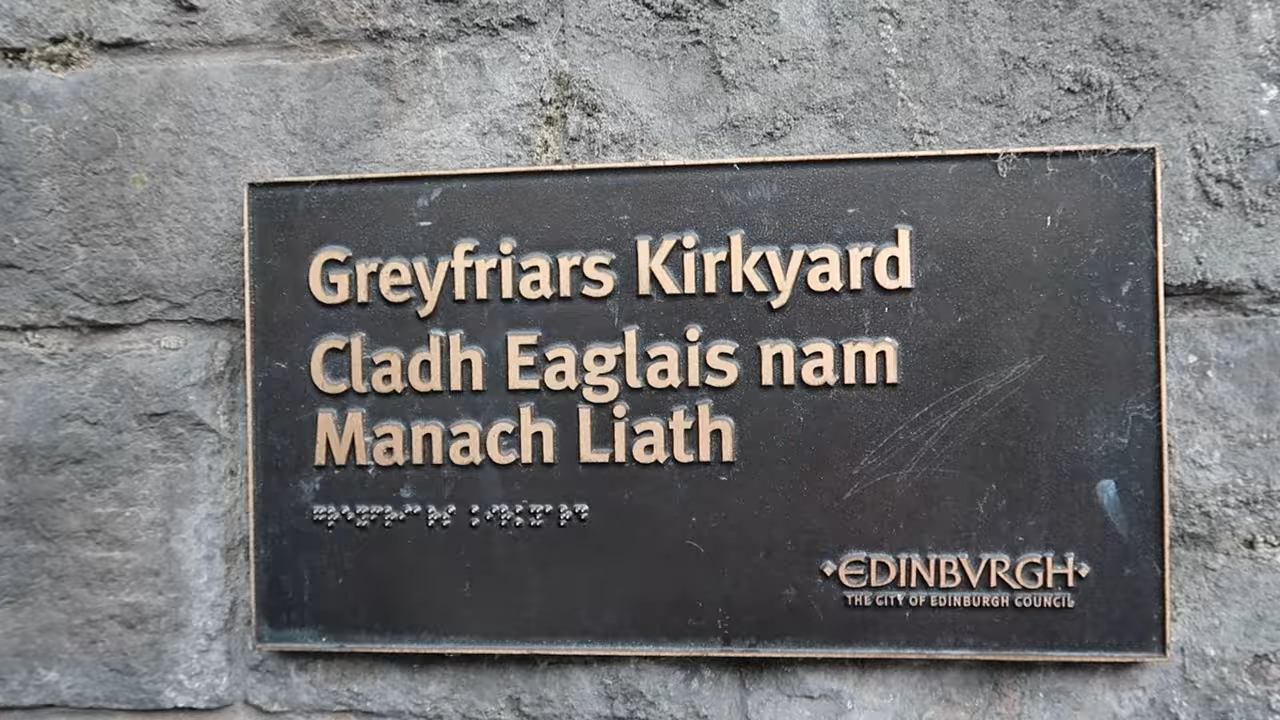 Greyfriars Kirkyard
Cladh Eaglais nam
Manach Liath
EDINBVRGH
THE CITY OF EDINBURGH COUNCIL